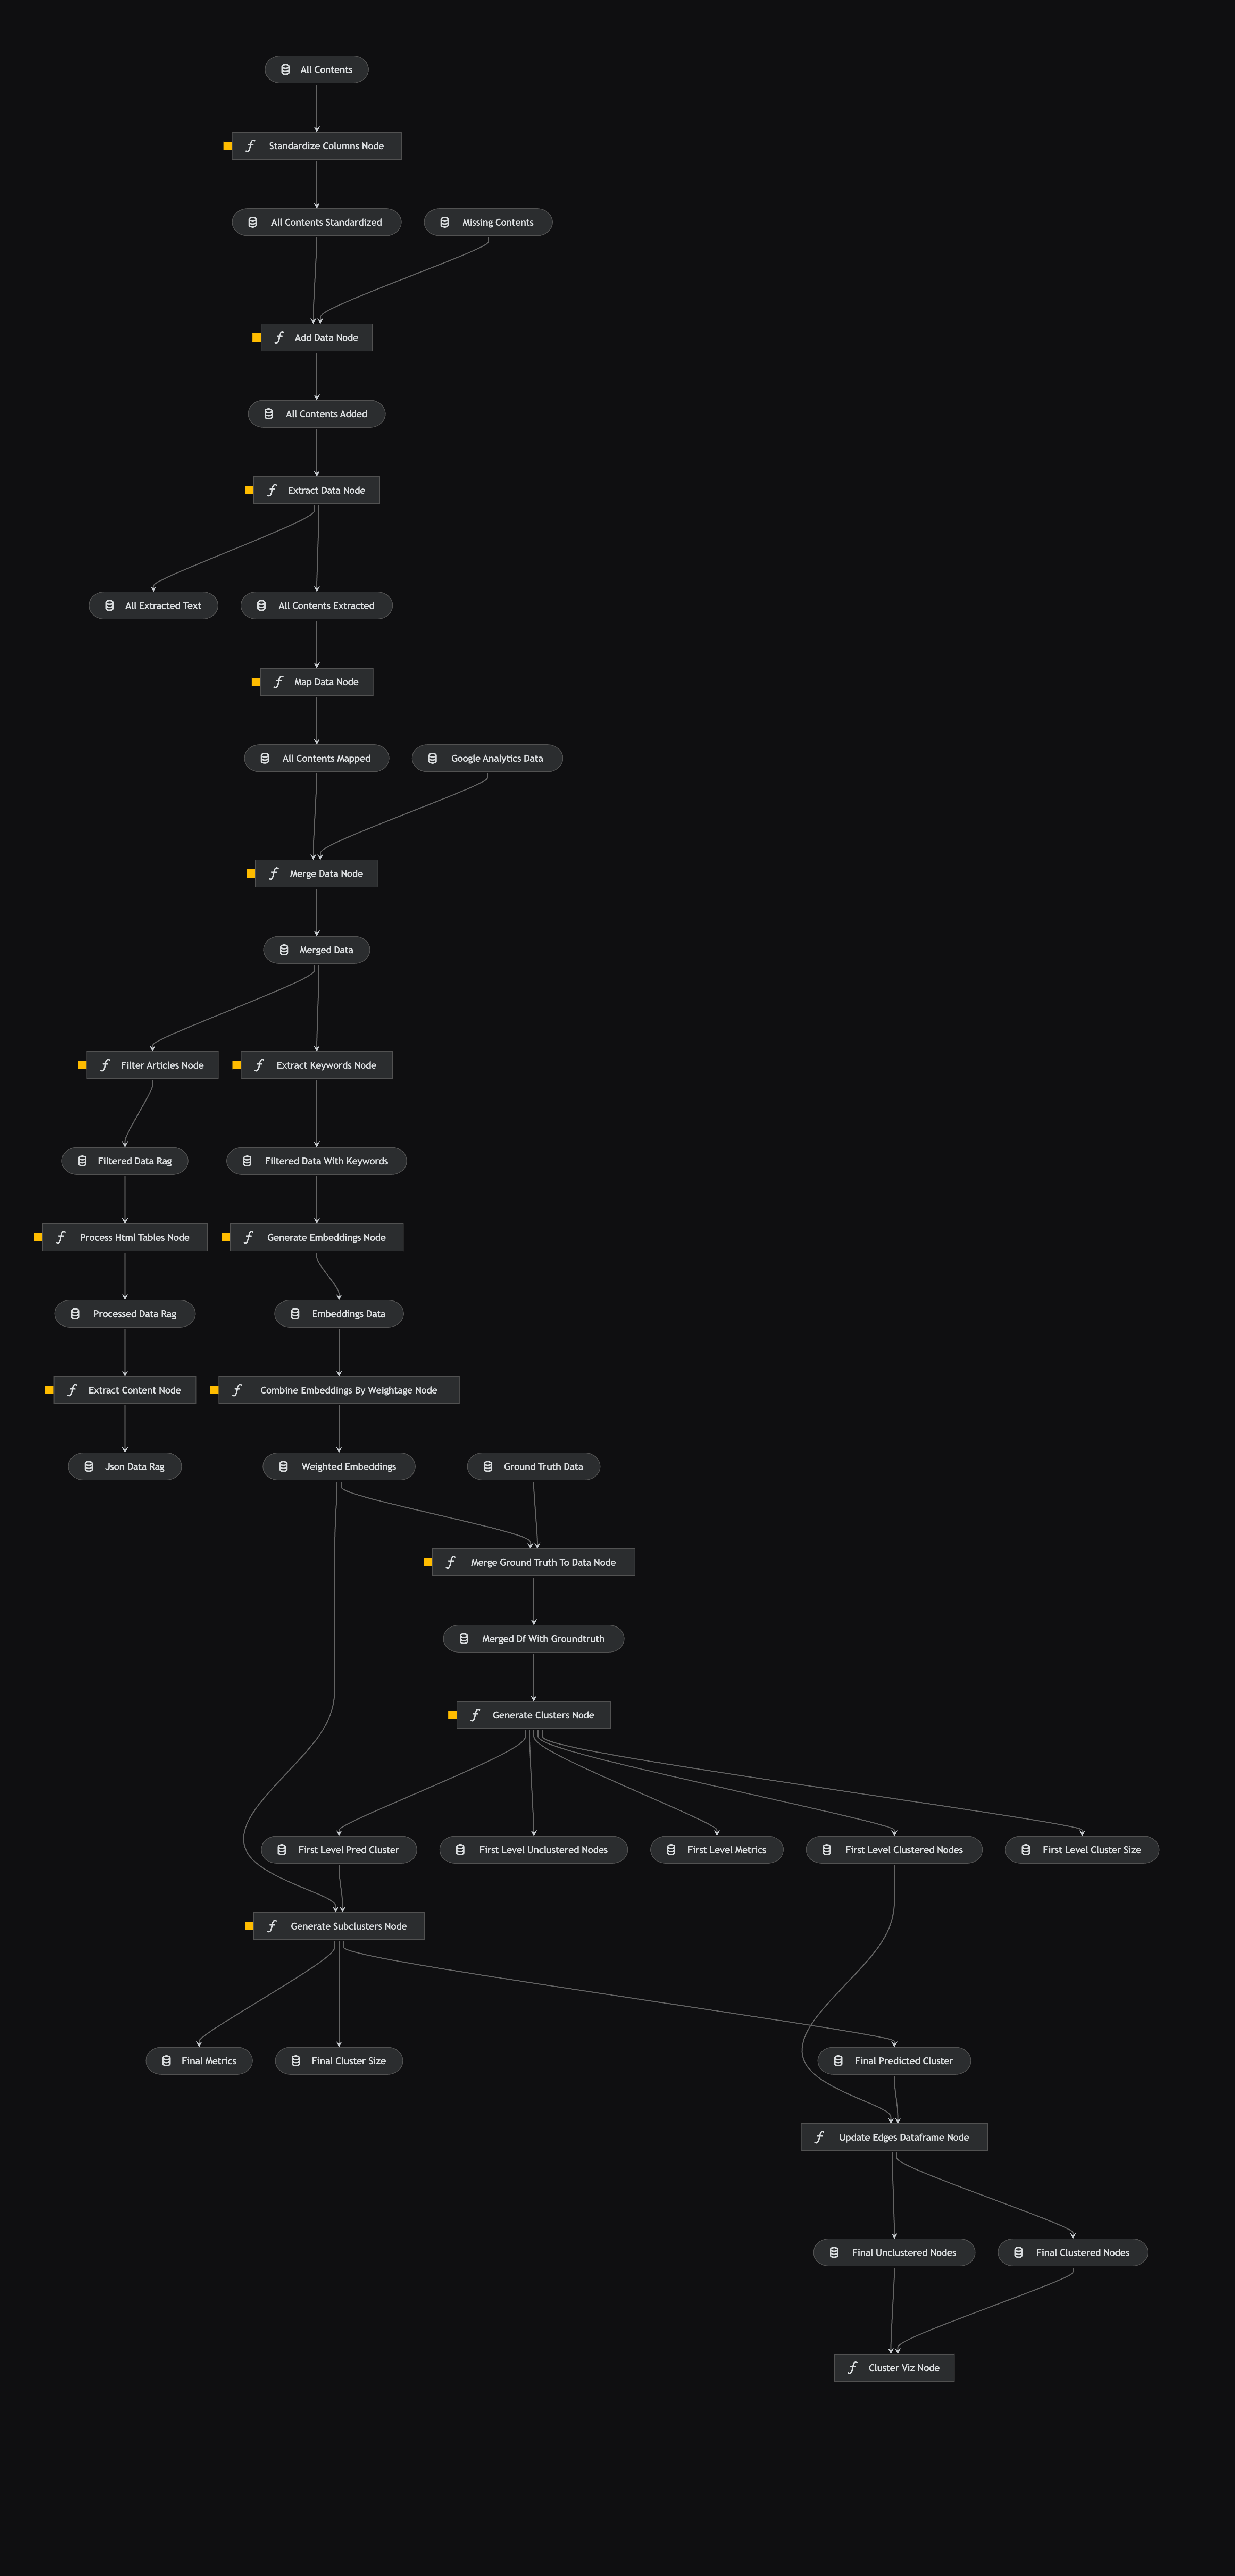 All Contents
Standardize Columns Node
All Contents Standardized
Missing Contents
Add Data Node
All Contents Added
Extract Data Node
All Extracted Text
All Contents Extracted
Map Data Node
All Contents Mapped
Google Analytics Data
Merge Data Node
Merged Data
Filter Articles Node
Extract Keywords Node
Filtered Data Rag
Filtered Data With Keywords
Process Html Tables Node
Generate Embeddings Node
Processed Data Rag
Embeddings Data
Extract Content Node
Combine Embeddings By Weightage Node
Json Data Rag
Weighted Embeddings
Ground Truth Data
Merge Ground Truth To Data Node
Merged Df With Groundtruth
Generate Clusters Node
First Level Pred Cluster
First Level Unclustered Nodes
First Level Metrics
First Level Clustered Nodes
First Level Cluster Size
Generate Subclusters Node
Final Metrics
Final Cluster Size
Final Predicted Cluster
Update Edges Dataframe Node
Final Unclustered Nodes
Final Clustered Nodes
Cluster Viz Node